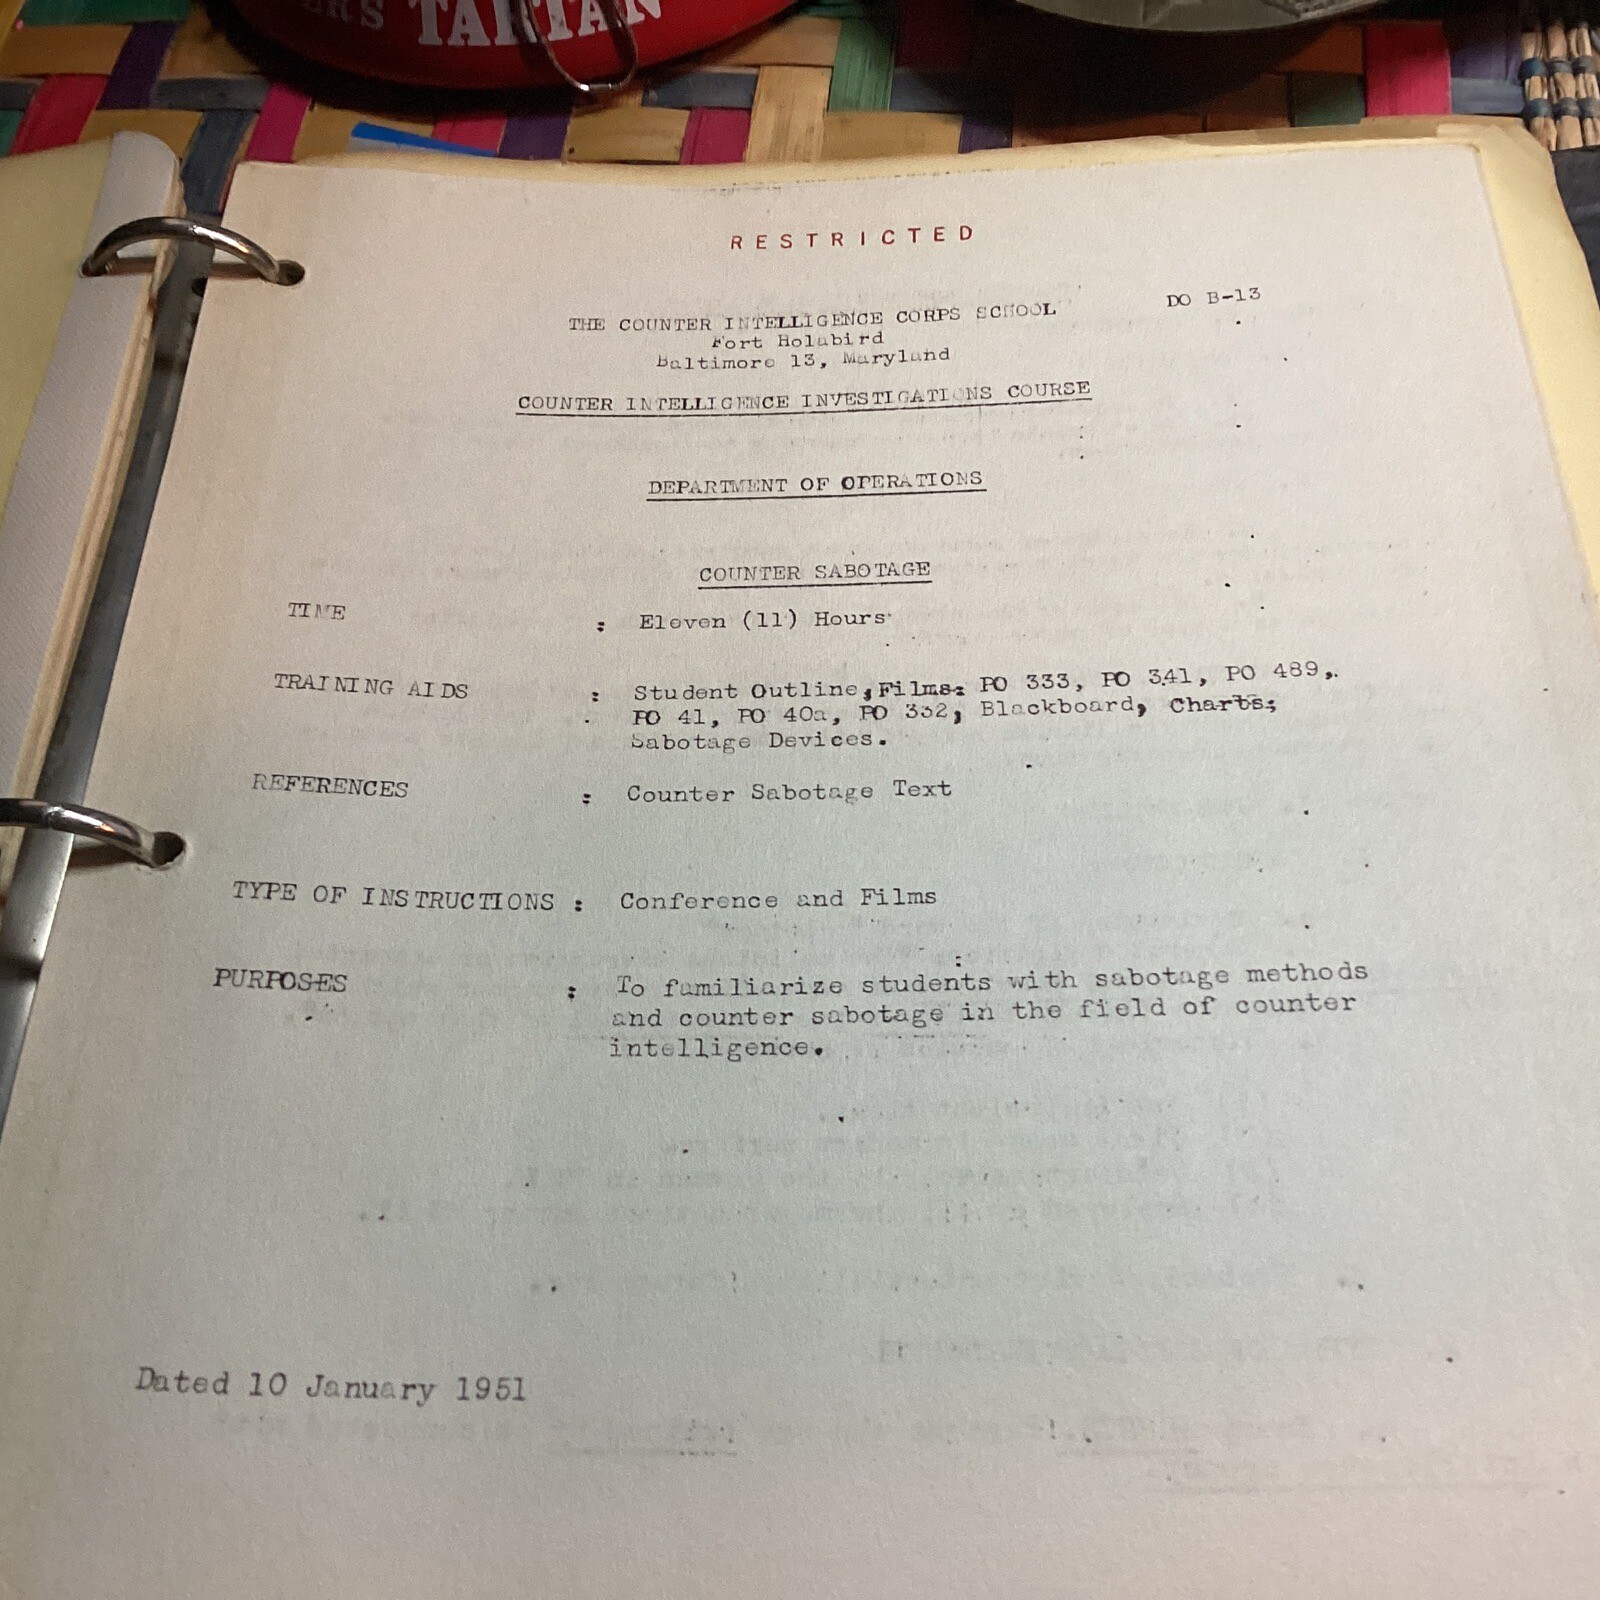 TARTAN
RESTRICTED
DO B-13
THE COUNTER INTELLIGENCE CORPS SCHOOL
Fort Holabird
Baltimore 13, Maryland
COUNTER INTELLIGENCE INVESTIGATIONS COURSE
DEPARTMENT OF OPERATIONS
COUNTER SABOTAGE
TIME : Eleven (11) Hours
TRAINING AIDS : Student Outline, Films: PO 333, PO 341, PO 489,
PO 41, PO 40a, PO 332, Blackboard, Charts,
Sabotage Devices.
REFERENCES : Counter Sabotage Text
TYPE OF INSTRUCTIONS : Conference and Films
PURPOSES : To familiarize students with sabotage methods
and counter sabotage in the field of counter
intelligence.
Dated 10 January 1951